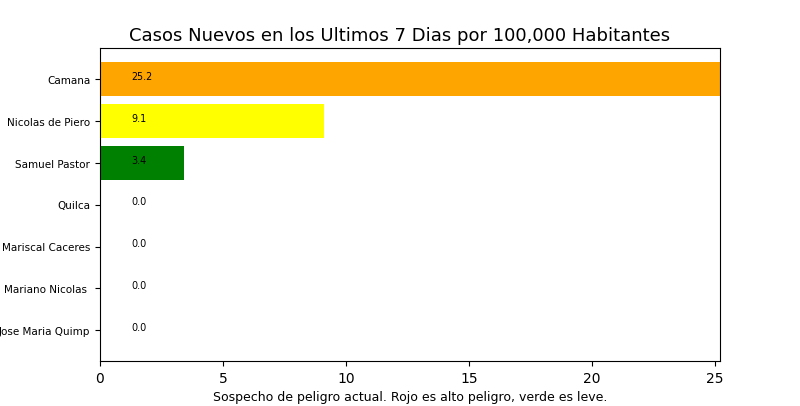 Casos Nuevos en los Ultimos 7 Dias por 100,000 Habitantes
Camana 25.2
Nicolas de Piero 9.1
Samuel Pastor 3.4
Quilca 0.0
Mariscal Caceres 0.0
Mariano Nicolas 0.0
Jose Maria Quimp 0.0
0 5 10 15 20 25
Sospecho de peligro actual. Rojo es alto peligro, verde es leve.